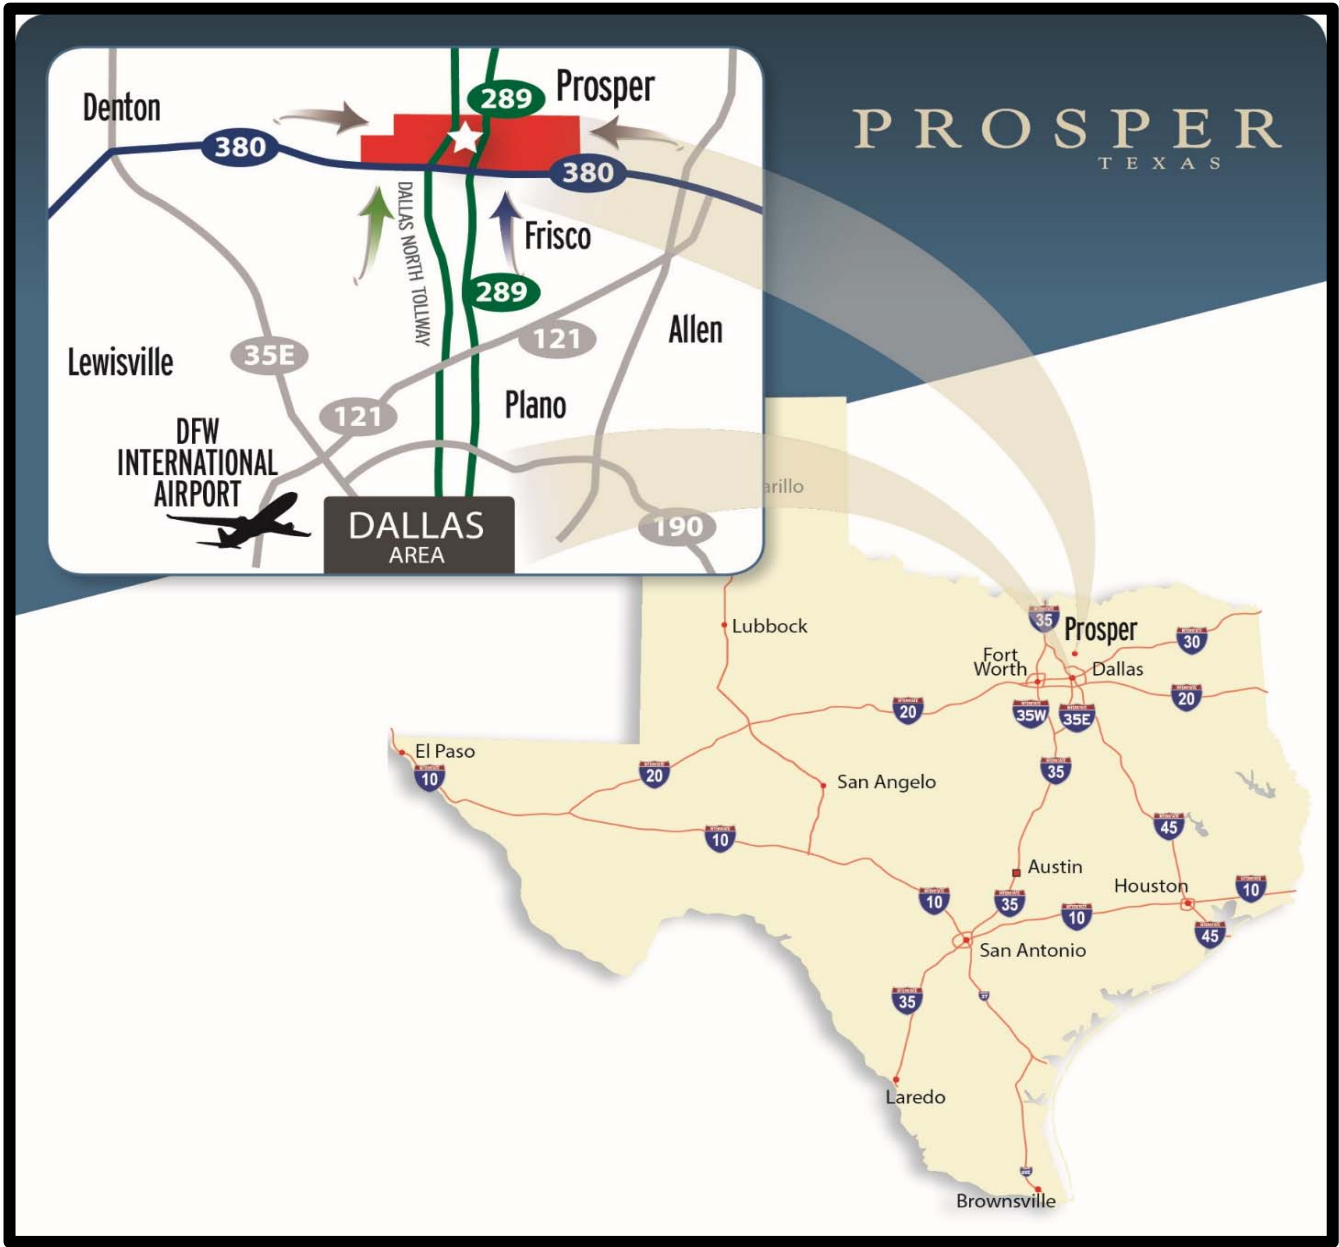 PROSPER
TEXAS
Denton
289
Prosper
380
380
DALLAS NORTH TOLLWAY
Frisco
289
121
Allen
Lewisville
35E
121
Plano
DFW
INTERNATIONAL
AIRPORT
DALLAS
AREA
190
arillo
Lubbock
35
Prosper
30
Fort
Worth
Dallas
20
35W
35E
20
El Paso
10
20
San Angelo
35
10
45
Austin
Houston
10
10
35
10
45
San Antonio
35
37
Laredo
Brownsville